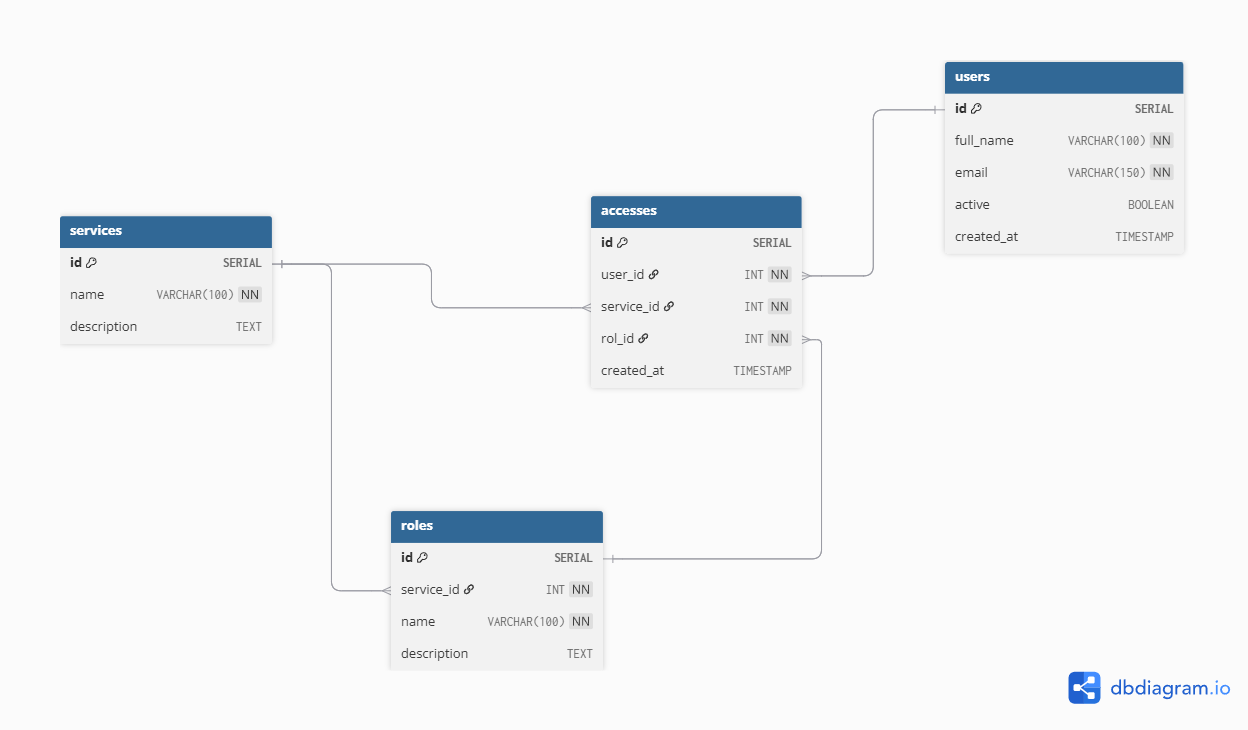 users
id SERIAL
full_name VARCHAR(100) NN
email VARCHAR(150) NN
active BOOLEAN
created_at TIMESTAMP
accesses
id SERIAL
user_id INT NN
service_id INT NN
rol_id INT NN
created_at TIMESTAMP
services
id SERIAL
name VARCHAR(100) NN
description TEXT
roles
id SERIAL
service_id INT NN
name VARCHAR(100) NN
description TEXT
dbdiagram.io